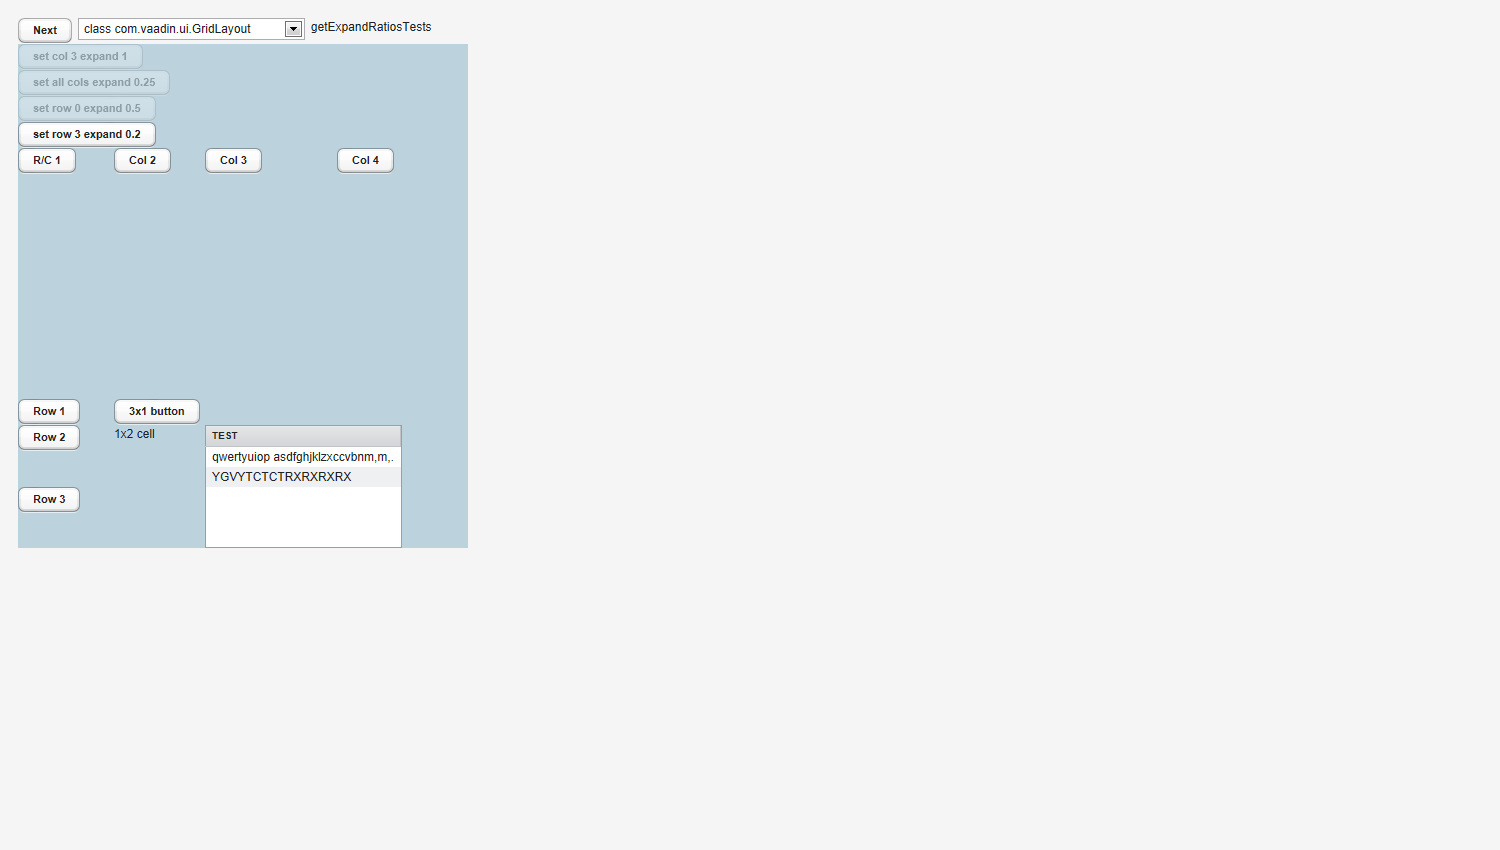 Next class com.vaadin.ui.GridLayout getExpandRatiosTests
set col 3 expand 1
set all cols expand 0.25
set row 0 expand 0.5
set row 3 expand 0.2
R/C 1 Col 2 Col 3 Col 4
Row 1 3x1 button
Row 2 1x2 cell TEST
qwertyuiop asdfghjklzxccvbnm,m,.
YGVYTCTCTRXRXRXRX
Row 3